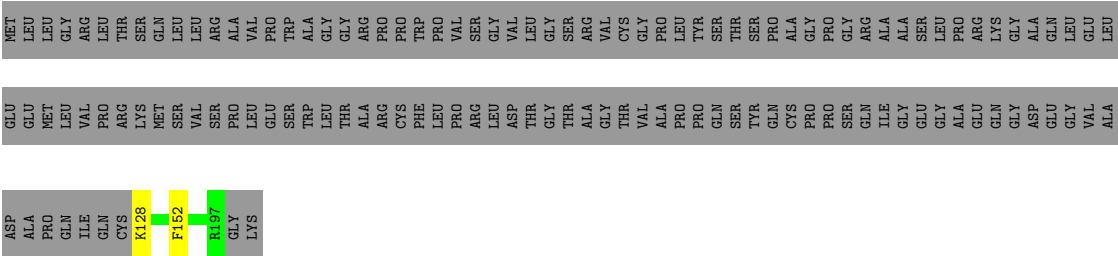 MET LEU LEU GLY ARG LEU THR SER GLN LEU LEU ARG ALA VAL PRO TRP ALA GLY GLY ARG PRO PRO TRP PRO VAL SER GLY VAL LEU GLY SER ARG VAL CYS GLY PRO LEU TYR SER THR SER PRO ALA GLY PRO GLY ARG ALA ALA SER LEU PRO ARG LYS GLY ALA GLN LEU GLU LEU
GLU GLU MET LEU VAL PRO ARG LYS MET SER VAL SER PRO LEU GLU SER TRP LEU THR ALA ARG CYS PHE LEU PRO ARG LEU ASP THR GLY THR ALA GLY THR VAL ALA PRO PRO GLN SER TYR GLN CYS PRO PRO SER GLN ILE GLY GLU GLY ALA GLU GLN GLY ASP GLU GLY VAL ALA
ASP ALA PRO GLN ILE GLN CYS K128 F152 R197 GLY LYS